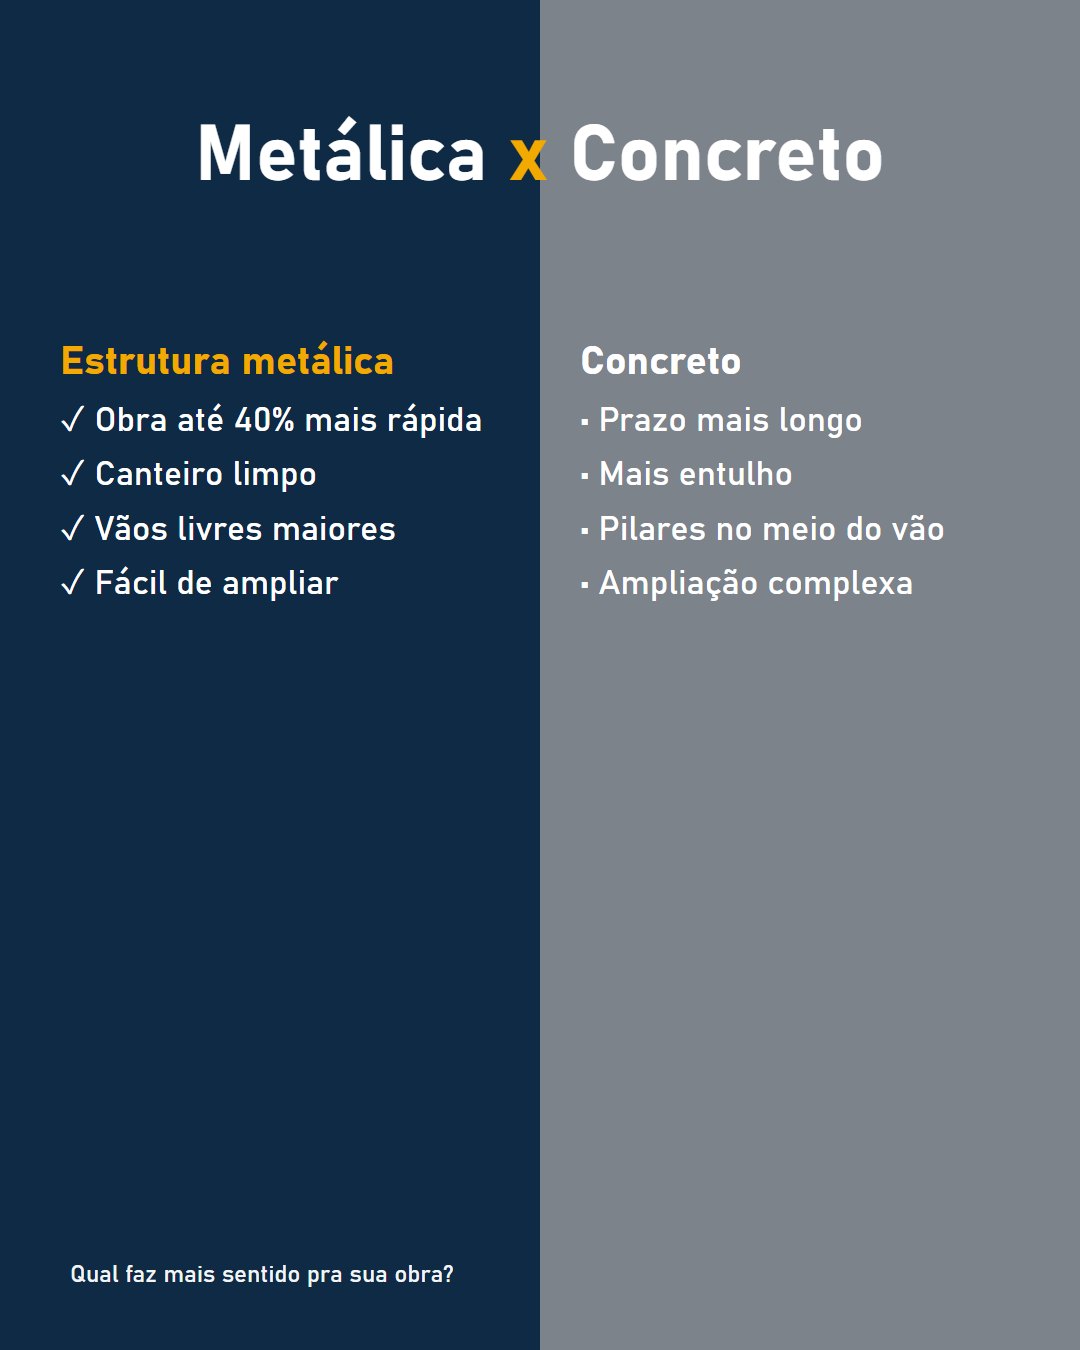 Metálica x Concreto
Estrutura metálica
✓ Obra até 40% mais rápida
✓ Canteiro limpo
✓ Vãos livres maiores
✓ Fácil de ampliar
Concreto
▪ Prazo mais longo
▪ Mais entulho
▪ Pilares no meio do vão
▪ Ampliação complexa
Qual faz mais sentido pra sua obra?